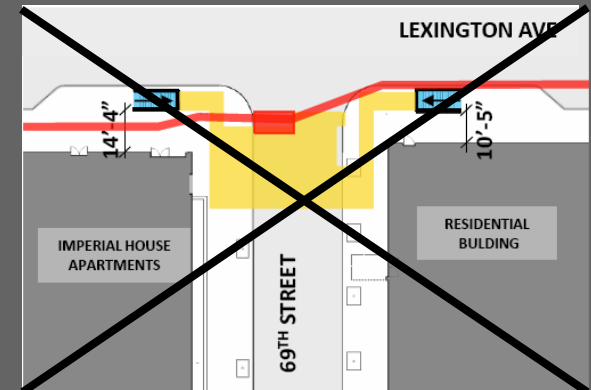 LEXINGTON AVE
14'-4"
10'-5"
IMPERIAL HOUSE
APARTMENTS
RESIDENTIAL
BULDING
69TH STREET